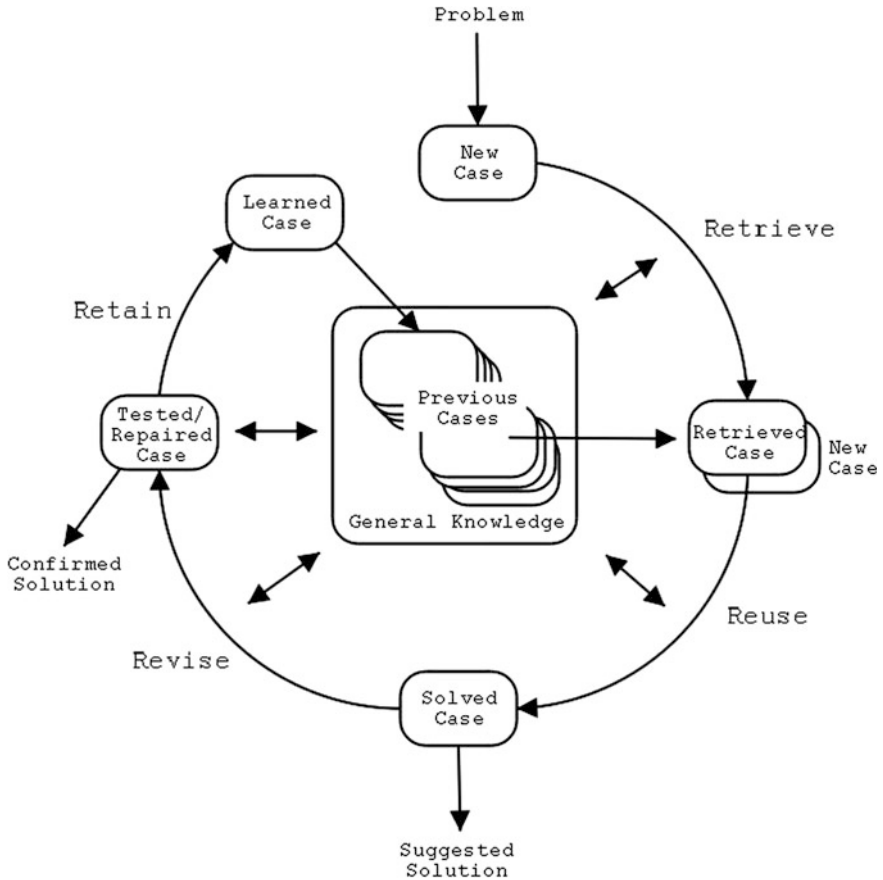 Problem
New
Case
Learned
Case
Retrieve
Retain
Previous
Cases
Tested/
Repaired
Case
Retrieved
Case
New
Case
General Knowledge
Confirmed
Solution
Reuse
Revise
Solved
Case
Suggested
Solution